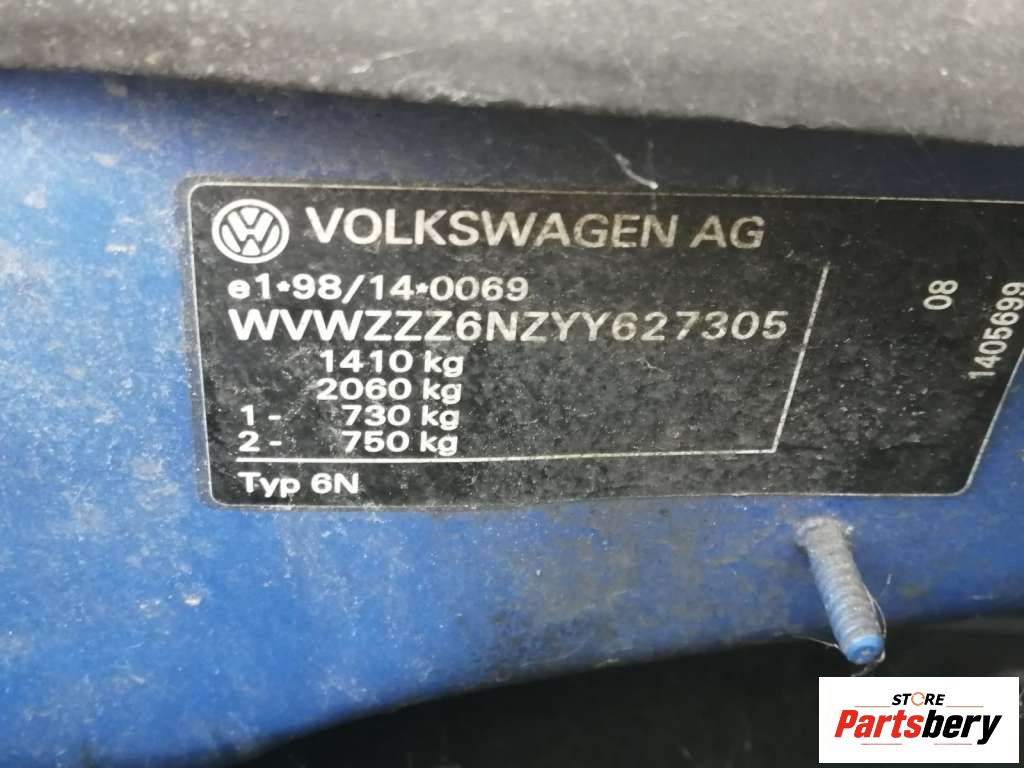 VOLKSWAGEN AG
e1*98/14*0069
WVWZZZ6NZYY627305
1410 kg
2060 kg
1 - 730 kg
2 - 750 kg
Typ 6N
08
1405699
STORE
Partsbery